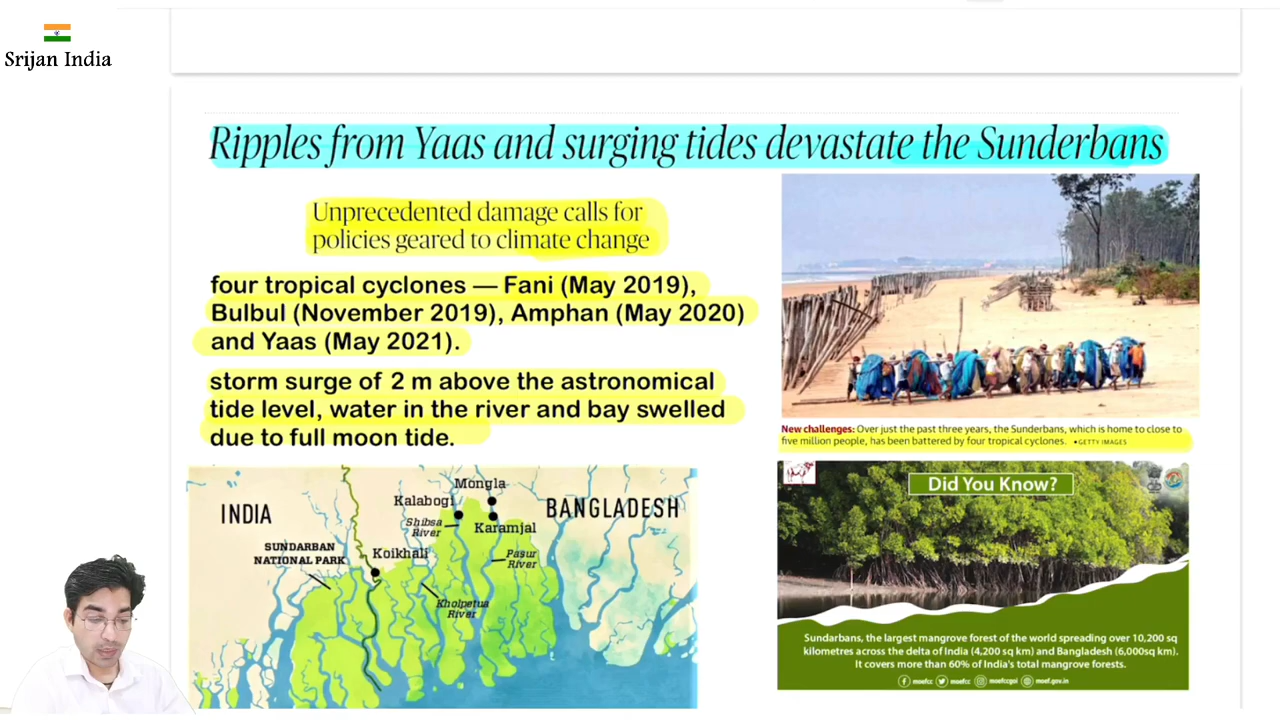 Srijan India
Ripples from Yaas and surging tides devastate the Sunderbans
Unprecedented damage calls for
policies geared to climate change
four tropical cyclones — Fani (May 2019),
Bulbul (November 2019), Amphan (May 2020)
and Yaas (May 2021).
storm surge of 2 m above the astronomical
tide level, water in the river and bay swelled
due to full moon tide.
New challenges: Over just the past three years, the Sunderbans, which is home to close to
five million people, has been battered by four tropical cyclones. •GETTY IMAGES
INDIA
BANGLADESH
Mongla
Kalabogi
Shibsa
River
Karamjal
SUNDARBAN
NATIONAL PARK
Koikhali
Pasur
River
Kholpetua
River
Did You Know?
Sundarbans, the largest mangrove forest of the world spreading over 10,200 sq
kilometres across the delta of India (4,200 sq km) and Bangladesh (6,000sq km).
It covers more than 60% of India's total mangrove forests.
moefcc moefcc moefccgoi moef.gov.in